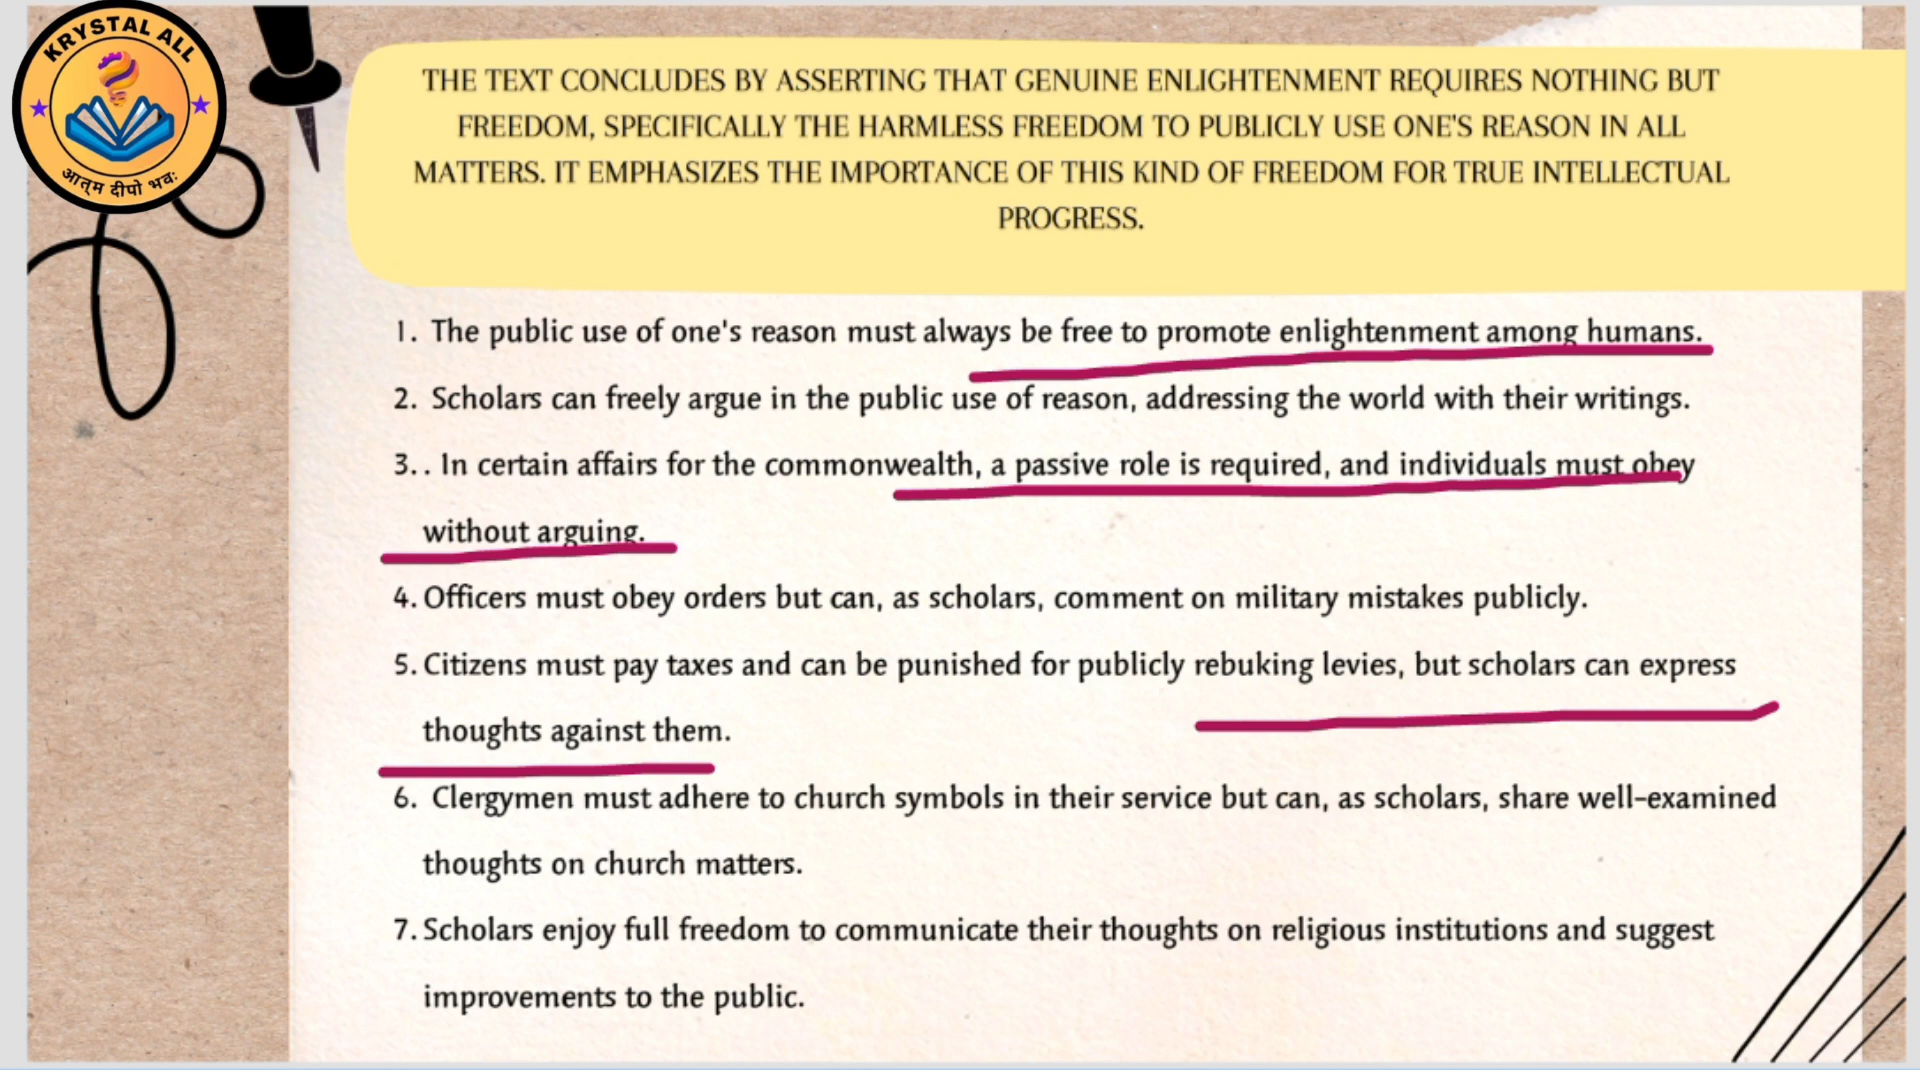 KRYSTAL ALL
आत्म दीपो भवः
THE TEXT CONCLUDES BY ASSERTING THAT GENUINE ENLIGHTENMENT REQUIRES NOTHING BUT
FREEDOM, SPECIFICALLY THE HARMLESS FREEDOM TO PUBLICLY USE ONE'S REASON IN ALL
MATTERS. IT EMPHASIZES THE IMPORTANCE OF THIS KIND OF FREEDOM FOR TRUE INTELLECTUAL
PROGRESS.
1. The public use of one's reason must always be free to promote enlightenment among humans.
2. Scholars can freely argue in the public use of reason, addressing the world with their writings.
3. . In certain affairs for the commonwealth, a passive role is required, and individuals must obey
without arguing.
4. Officers must obey orders but can, as scholars, comment on military mistakes publicly.
5. Citizens must pay taxes and can be punished for publicly rebuking levies, but scholars can express
thoughts against them.
6. Clergymen must adhere to church symbols in their service but can, as scholars, share well-examined
thoughts on church matters.
7. Scholars enjoy full freedom to communicate their thoughts on religious institutions and suggest
improvements to the public.